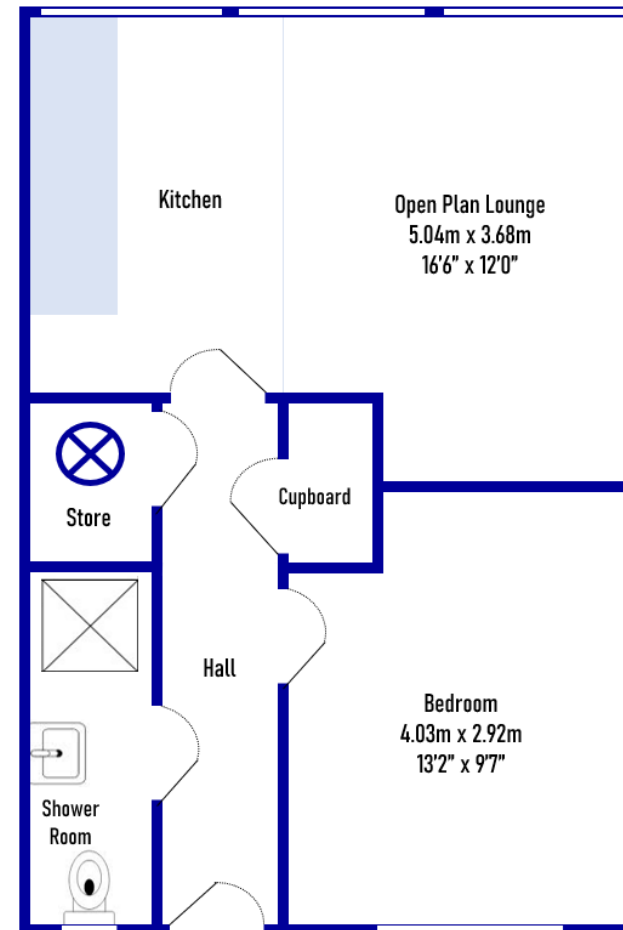 Kitchen
Open Plan Lounge
5.04m x 3.68m
16'6" x 12'0"
Cupboard
Store
Hall
Bedroom
4.03m x 2.92m
13'2" x 9'7"
Shower
Room